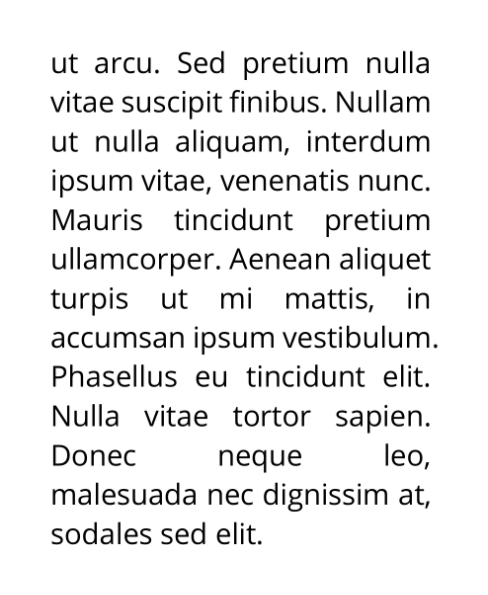 ut arcu. Sed pretium nulla
vitae suscipit finibus. Nullam
ut nulla aliquam, interdum
ipsum vitae, venenatis nunc.
Mauris tincidunt pretium
ullamcorper. Aenean aliquet
turpis ut mi mattis, in
accumsan ipsum vestibulum.
Phasellus eu tincidunt elit.
Nulla vitae tortor sapien.
Donec neque leo,
malesuada nec dignissim at,
sodales sed elit.